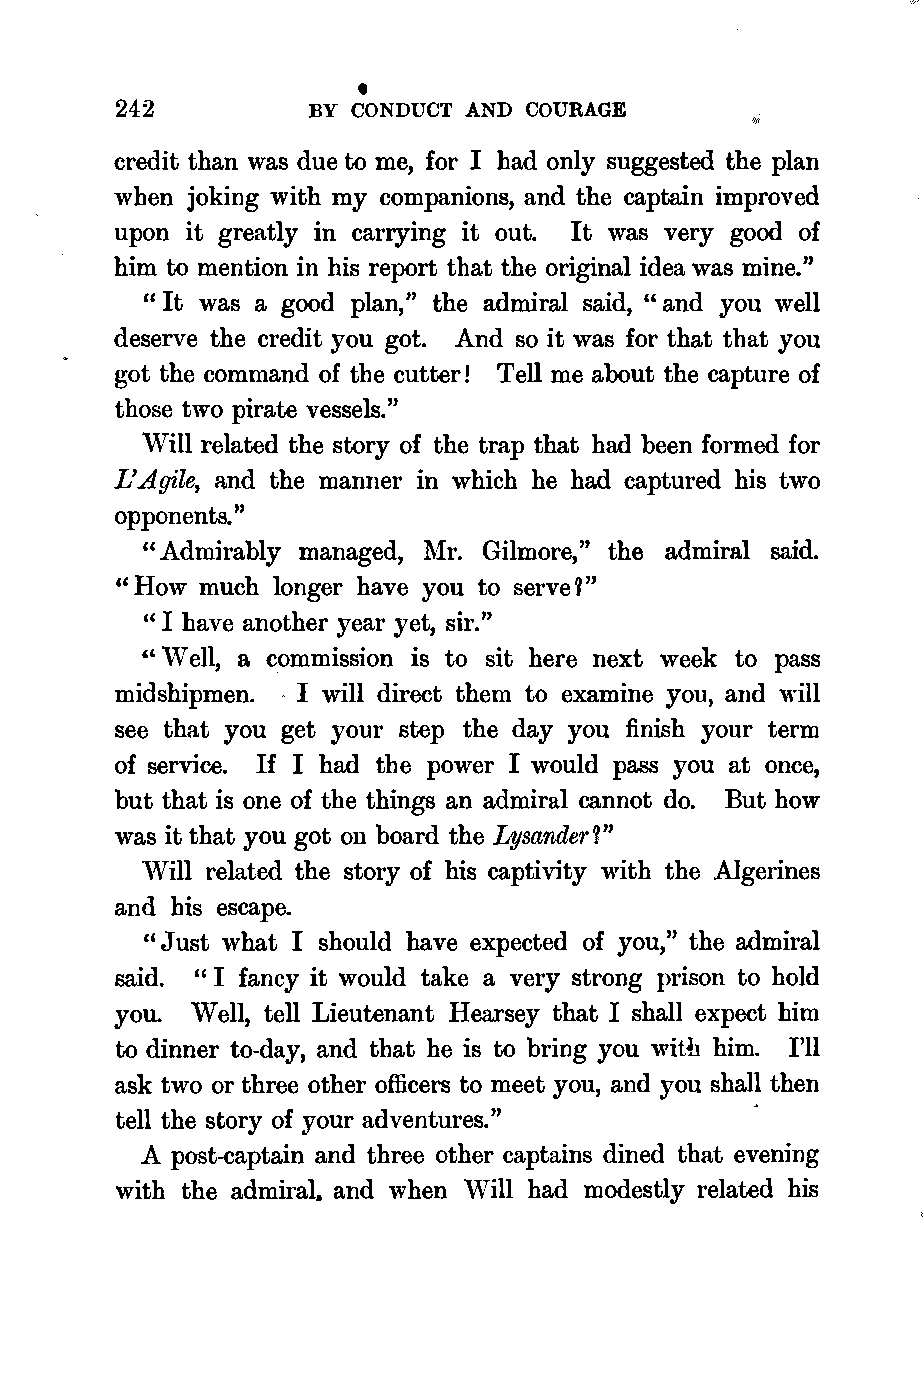 242 BY CONDUCT AND COURAGE
credit than was due to me, for I had only suggested the plan
when joking with my companions, and the captain improved
upon it greatly in carrying it out. It was very good of
him to mention in his report that the original idea was mine."
"It was a good plan," the admiral said, "and you well
deserve the credit you got. And so it was for that that you
got the command of the cutter! Tell me about the capture of
those two pirate vessels."
Will related the story of the trap that had been formed for
L'Agile, and the manner in which he had captured his two
opponents."
"Admirably managed, Mr. Gilmore," the admiral said.
"How much longer have you to serve?"
"I have another year yet, sir."
"Well, a commission is to sit here next week to pass
midshipmen. I will direct them to examine you, and will
see that you get your step the day you finish your term
of service. If I had the power I would pass you at once,
but that is one of the things an admiral cannot do. But how
was it that you got on board the Lysander?"
Will related the story of his captivity with the Algerines
and his escape.
"Just what I should have expected of you," the admiral
said. "I fancy it would take a very strong prison to hold
you. Well, tell Lieutenant Hearsey that I shall expect him
to dinner to-day, and that he is to bring you with him. I'll
ask two or three other officers to meet you, and you shall then
tell the story of your adventures."
A post-captain and three other captains dined that evening
with the admiral, and when Will had modestly related his